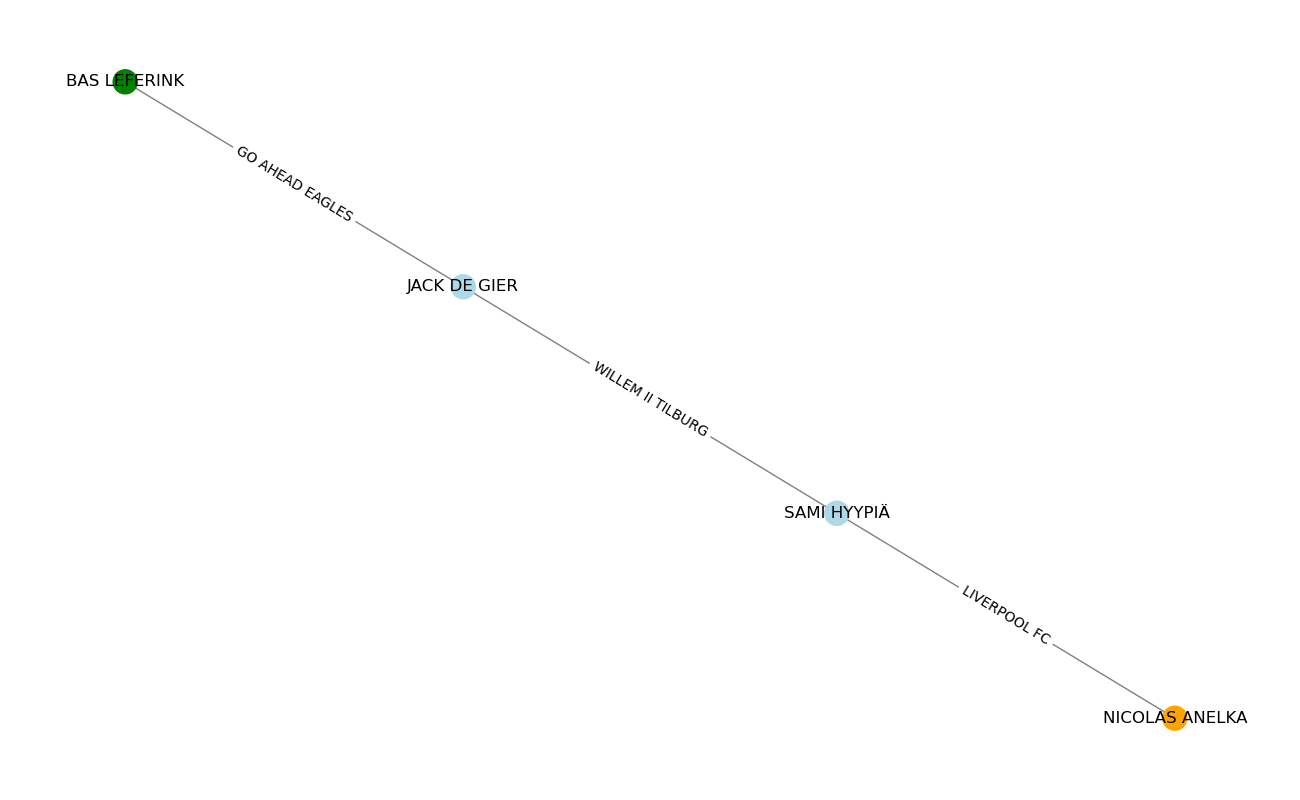 BAS LEFERINK
GO AHEAD EAGLES
JACK DE GIER
WILLEM II TILBURG
SAMI HYYPIÄ
LIVERPOOL FC
NICOLAS ANELKA